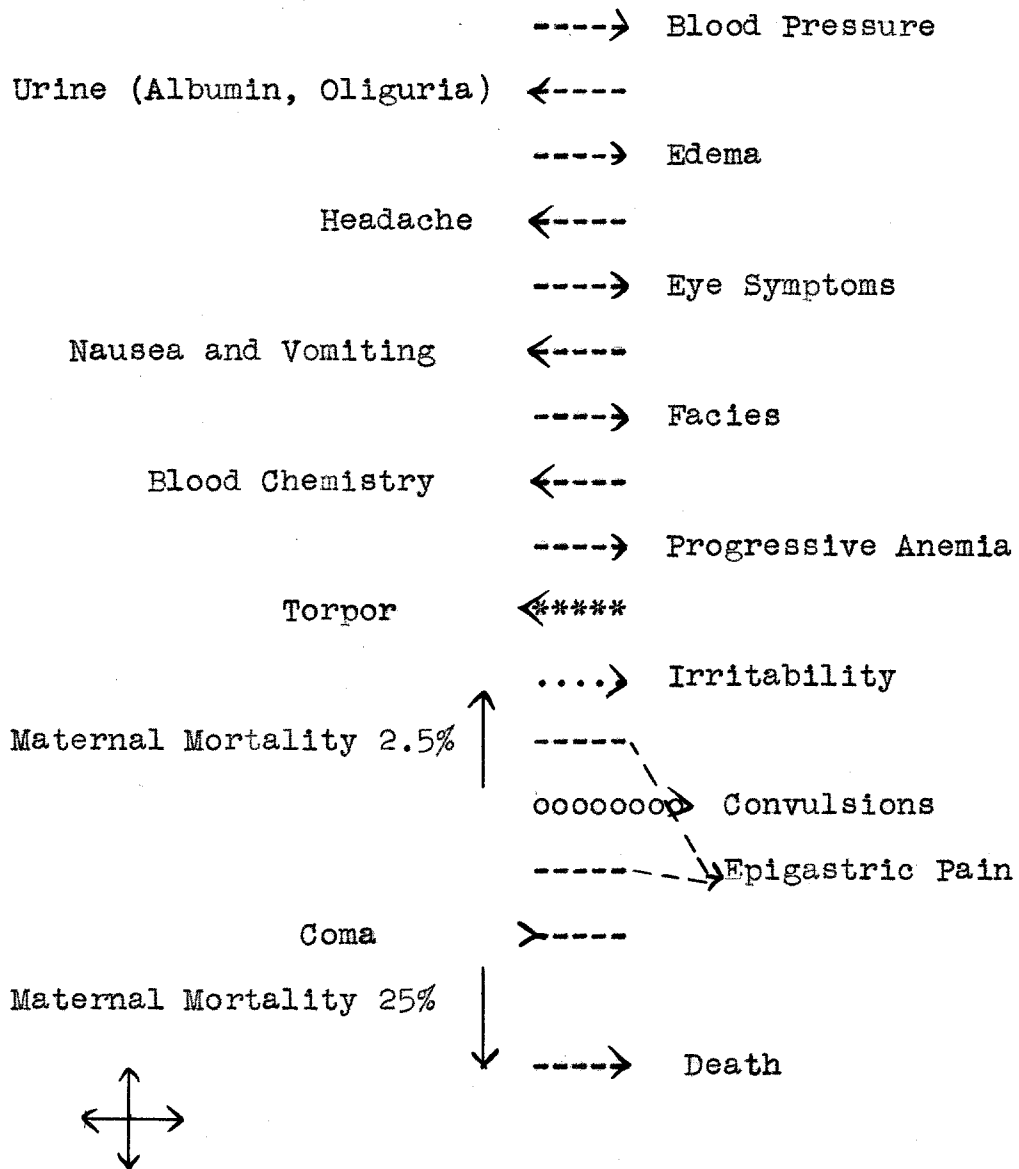 ----> Blood Pressure
Urine (Albumin, Oliguria) <----
----> Edema
Headache <----
----> Eye Symptoms
Nausea and Vomiting <----
----> Facies
Blood Chemistry <----
----> Progressive Anemia
Torpor <*****
....> Irritability
Maternal Mortality 2.5% -----
oooooooo> Convulsions
----- Epigastric Pain
Coma >-----
Maternal Mortality 25%
----> Death